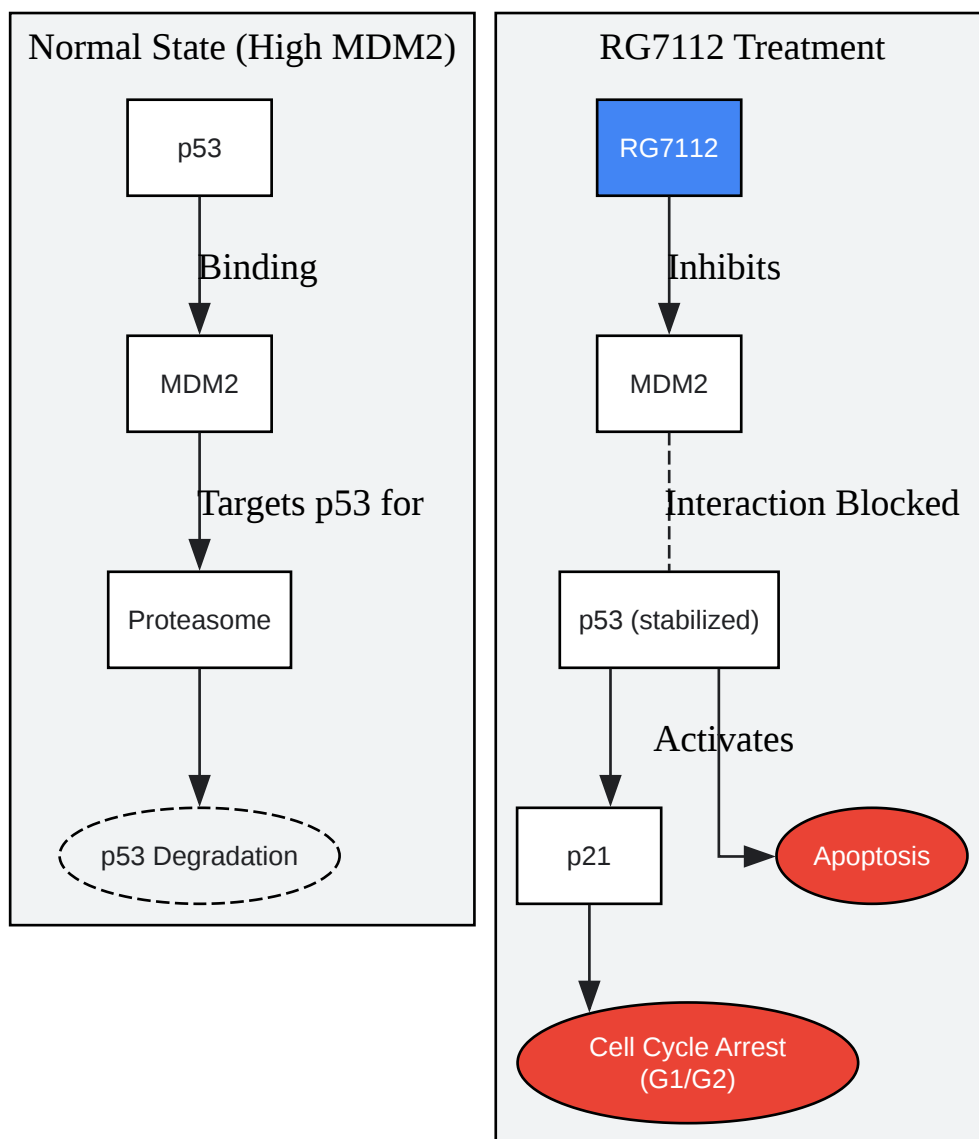 Normal State (High MDM2)
p53
Binding
MDM2
Targets p53 for
Proteasome
p53 Degradation
RG7112 Treatment
RG7112
Inhibits
MDM2
Interaction Blocked
p53 (stabilized)
Activates
p21
Apoptosis
Cell Cycle Arrest
(G1/G2)